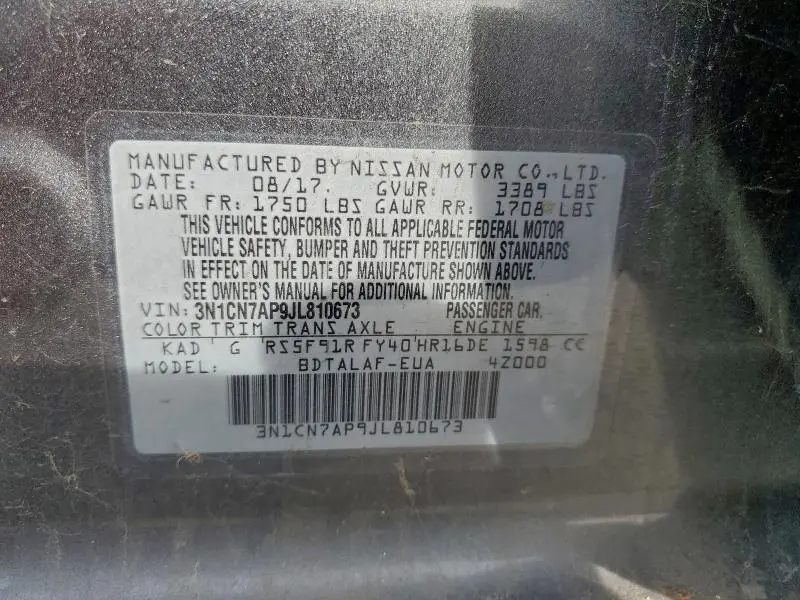 MANUFACTURED BY NISSAN MOTOR CO., LTD.
DATE: 08/17. GVWR: 3389 LBS
GAWR FR: 1750 LBS GAWR RR: 1708 LBS
THIS VEHICLE CONFORMS TO ALL APPLICABLE FEDERAL MOTOR
VEHICLE SAFETY, BUMPER AND THEFT PREVENTION STANDARDS
IN EFFECT ON THE DATE OF MANUFACTURE SHOWN ABOVE.
SEE OWNER'S MANUAL FOR ADDITIONAL INFORMATION.
VIN: 3N1CN7AP9JL810673 PASSENGER CAR.
COLOR TRIM TRANS AXLE ENGINE
KAD G RS5F91R FY40 HR16DE 1598 CC
MODEL: BDTALAF-EUA 4Z000
3N1CN7AP9JL810673